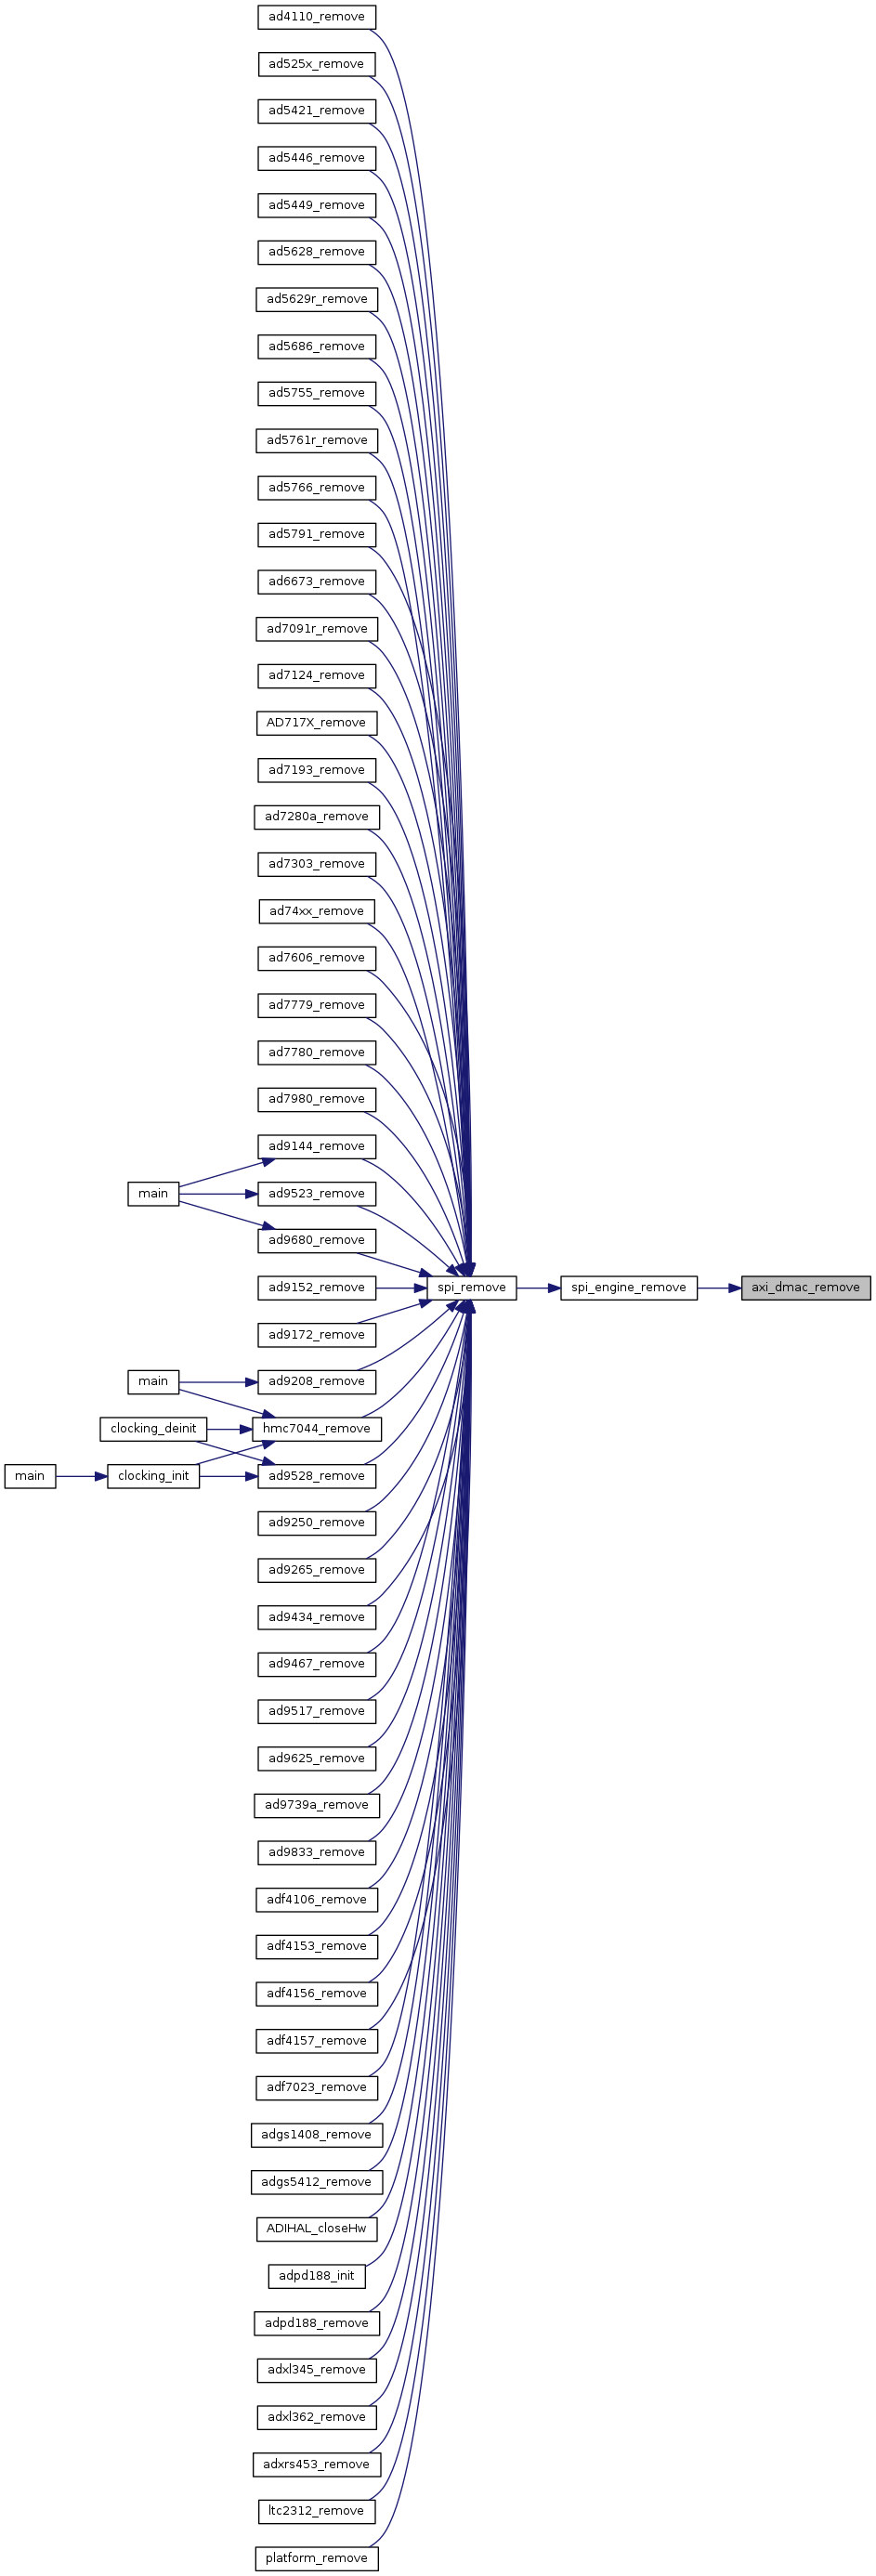 ad4110_remove
ad525x_remove
ad5421_remove
ad5446_remove
ad5449_remove
ad5628_remove
ad5629r_remove
ad5686_remove
ad5755_remove
ad5761r_remove
ad5766_remove
ad5791_remove
ad6673_remove
ad7091r_remove
ad7124_remove
AD717X_remove
ad7193_remove
ad7280a_remove
ad7303_remove
ad74xx_remove
ad7606_remove
ad7779_remove
ad7780_remove
ad7980_remove
ad9144_remove
main
ad9523_remove
ad9680_remove
ad9152_remove
spi_remove
spi_engine_remove
axi_dmac_remove
ad9172_remove
main
ad9208_remove
clocking_deinit
hmc7044_remove
main
clocking_init
ad9528_remove
ad9250_remove
ad9265_remove
ad9434_remove
ad9467_remove
ad9517_remove
ad9625_remove
ad9739a_remove
ad9833_remove
adf4106_remove
adf4153_remove
adf4156_remove
adf4157_remove
adf7023_remove
adgs1408_remove
adgs5412_remove
ADIHAL_closeHw
adpd188_init
adpd188_remove
adxl345_remove
adxl362_remove
adxrs453_remove
ltc2312_remove
platform_remove